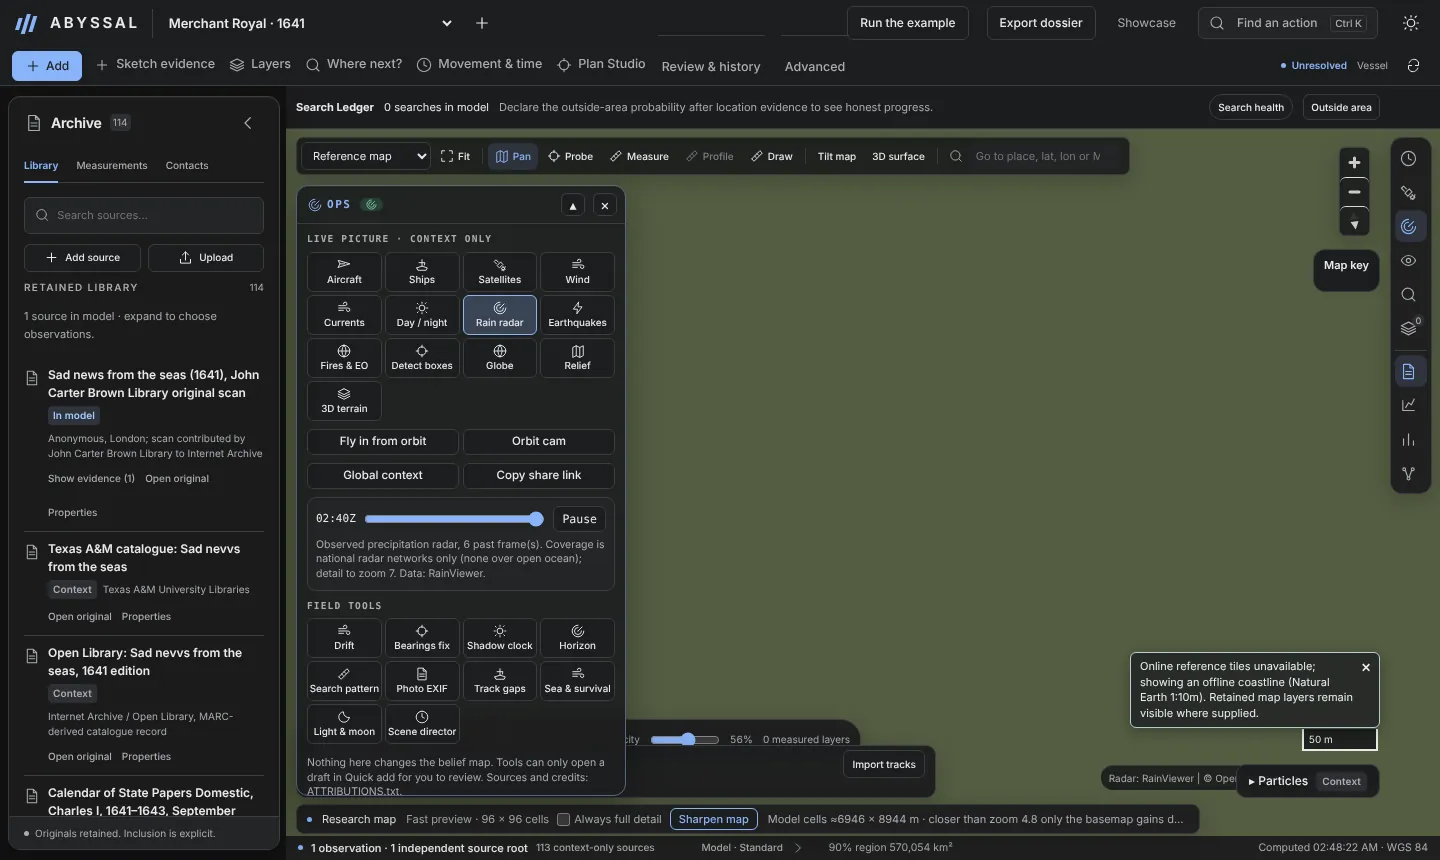 ABYSSAL
Merchant Royal · 1641
Run the example
Export dossier
Showcase
Find an action
Ctrl K
Add
Sketch evidence
Layers
Where next?
Movement & time
Plan Studio
Review & history
Advanced
Unresolved
Vessel
Archive
114
Library
Measurements
Contacts
Search sources...
Add source
Upload
RETAINED LIBRARY
114
1 source in model · expand to choose
observations.
Sad news from the seas (1641), John
Carter Brown Library original scan
In model
Anonymous, London; scan contributed by
John Carter Brown Library to Internet Archive
Show evidence (1)
Open original
Properties
Texas A&M catalogue: Sad nevvs
from the seas
Context
Texas A&M University Libraries
Open original
Properties
Open Library: Sad nevvs from the
seas, 1641 edition
Context
Internet Archive / Open Library, MARC-
derived catalogue record
Open original
Properties
Calendar of State Papers Domestic,
Charles I, 1641–1643, September
Originals retained. Inclusion is explicit.
Search Ledger
0 searches in model
Declare the outside-area probability after location evidence to see honest progress.
Search health
Outside area
Reference map
Fit
Pan
Probe
Measure
Profile
Draw
Tilt map
3D surface
Go to place, lat, lon or M
OPS
LIVE PICTURE · CONTEXT ONLY
Aircraft
Ships
Satellites
Wind
Currents
Day / night
Rain radar
Earthquakes
Fires & EO
Detect boxes
Globe
Relief
3D terrain
Fly in from orbit
Orbit cam
Global context
Copy share link
02:40Z
Pause
Observed precipitation radar, 6 past frame(s). Coverage is
national radar networks only (none over open ocean);
detail to zoom 7. Data: RainViewer.
FIELD TOOLS
Drift
Bearings fix
Shadow clock
Horizon
Search pattern
Photo EXIF
Track gaps
Sea & survival
Light & moon
Scene director
Nothing here changes the belief map. Tools can only open a
draft in Quick add for you to review. Sources and credits:
ATTRIBUTIONS.txt.
Map key
0
Online reference tiles unavailable;
showing an offline coastline (Natural
Earth 1:10m). Retained map layers remain
visible where supplied.
50 m
city
56%
0 measured layers
Import tracks
Radar: RainViewer | © Oper
Particles
Context
Research map
Fast preview · 96 × 96 cells
Always full detail
Sharpen map
Model cells ≈6946 × 8944 m · closer than zoom 4.8 only the basemap gains d...
1 observation · 1 independent source root
113 context-only sources
Model · Standard
90% region 570,054 km²
Computed 02:48:22 AM · WGS 84